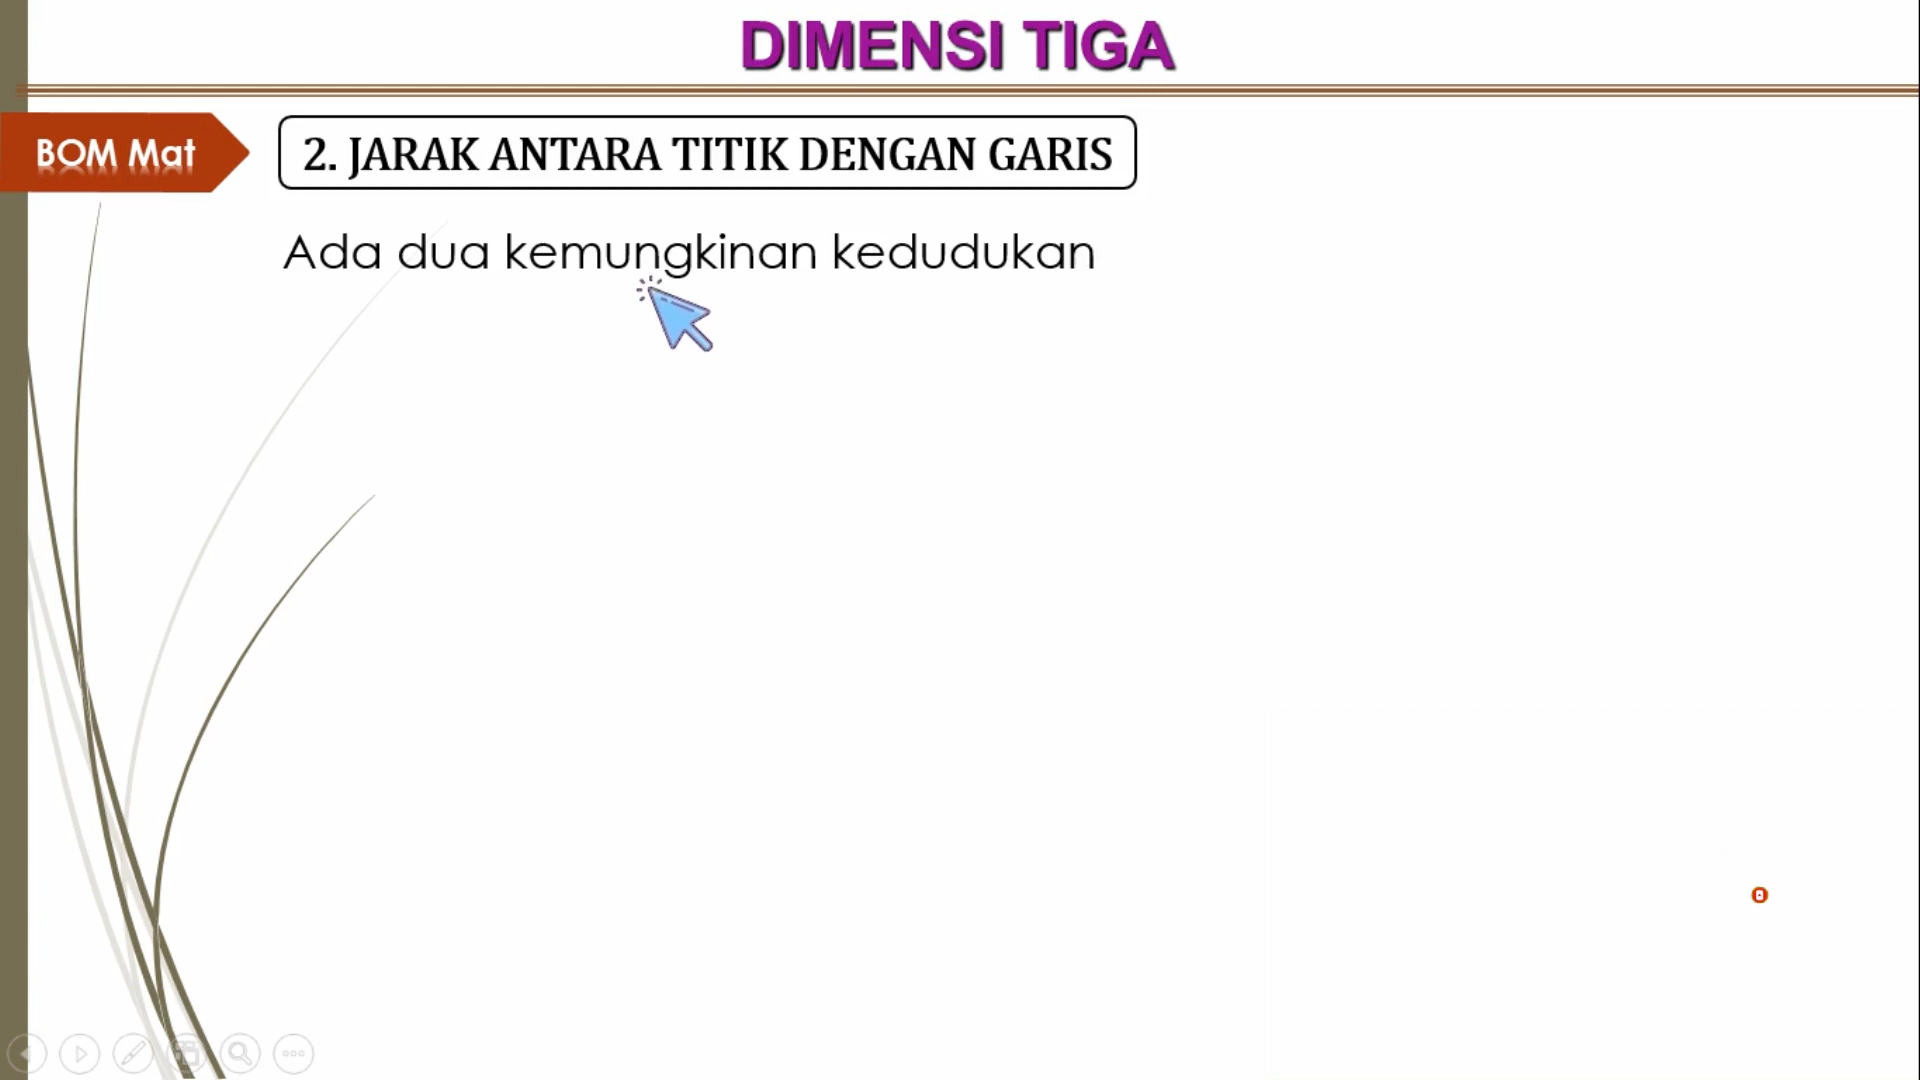 DIMENSI TIGA
BOM Mat
2. JARAK ANTARA TITIK DENGAN GARIS
Ada dua kemungkinan kedudukan